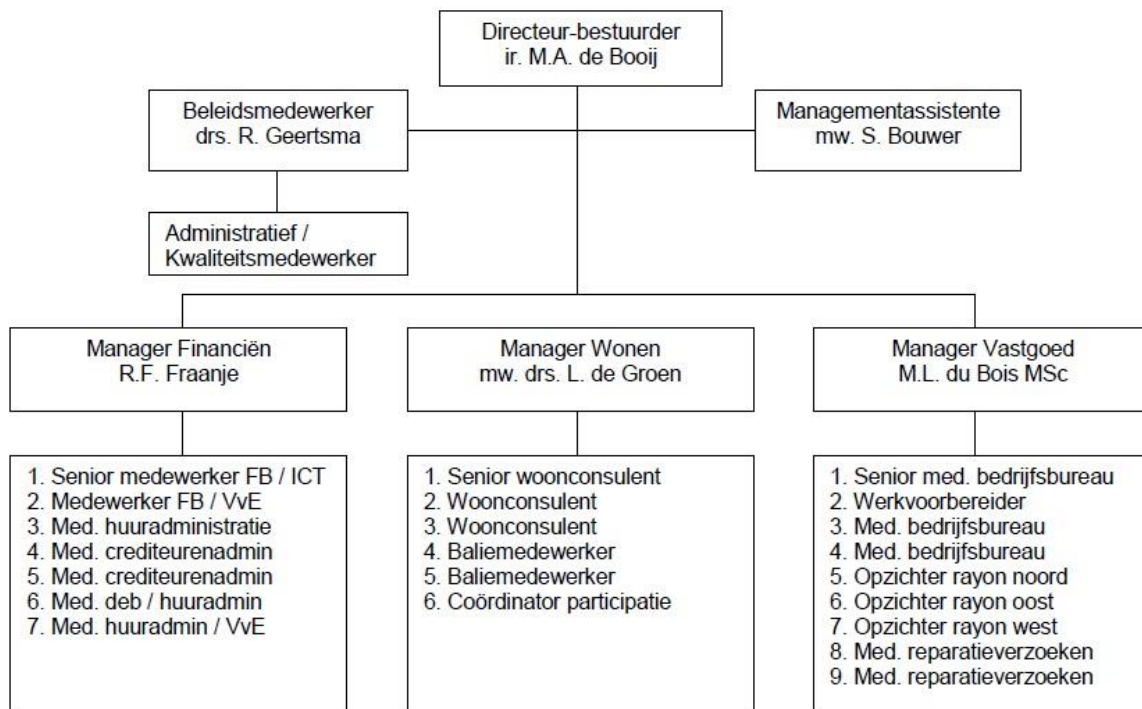 Directeur-bestuurder
ir. M.A. de Booij
Beleidsmedewerker
drs. R. Geertsma
Managementassistente
mw. S. Bouwer
Administratief /
Kwaliteitsmedewerker
Manager Financiën
R.F. Fraanje
Manager Wonen
mw. drs. L. de Groen
Manager Vastgoed
M.L. du Bois MSc
1. Senior medewerker FB / ICT
2. Medewerker FB / VvE
3. Med. huuradministratie
4. Med. crediteurenadmin
5. Med. crediteurenadmin
6. Med. deb / huuradmin
7. Med. huuradmin / VvE
1. Senior woonconsulent
2. Woonconsulent
3. Woonconsulent
4. Baliemedewerker
5. Baliemedewerker
6. Coördinator participatie
1. Senior med. bedrijfsbureau
2. Werkvoorbereider
3. Med. bedrijfsbureau
4. Med. bedrijfsbureau
5. Opzichter rayon noord
6. Opzichter rayon oost
7. Opzichter rayon west
8. Med. reparatieverzoeken
9. Med. reparatieverzoeken